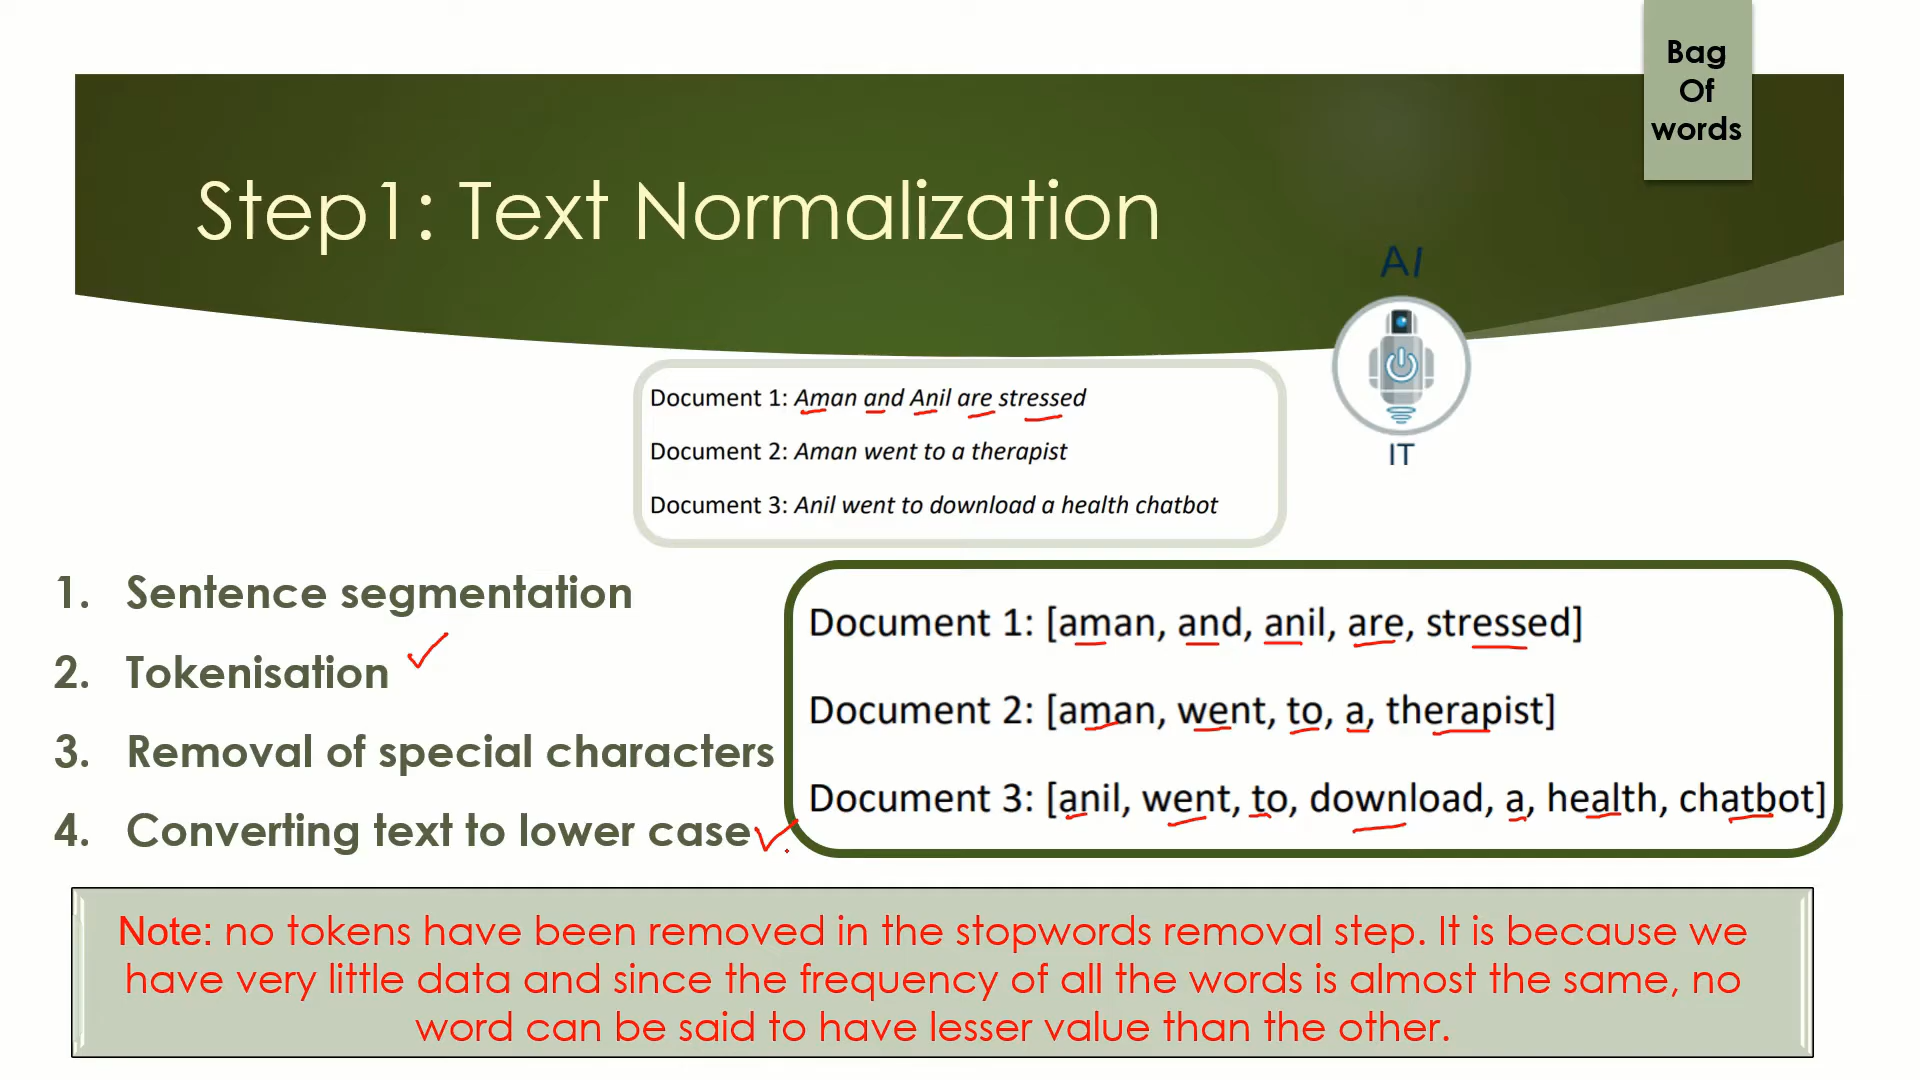 Bag
Of
words
Step1: Text Normalization
AI
IT
Document 1: Aman and Anil are stressed
Document 2: Aman went to a therapist
Document 3: Anil went to download a health chatbot
1. Sentence segmentation
2. Tokenisation
3. Removal of special characters
4. Converting text to lower case
Document 1: [aman, and, anil, are, stressed]
Document 2: [aman, went, to, a, therapist]
Document 3: [anil, went, to, download, a, health, chatbot]
Note: no tokens have been removed in the stopwords removal step. It is because we
have very little data and since the frequency of all the words is almost the same, no
word can be said to have lesser value than the other.